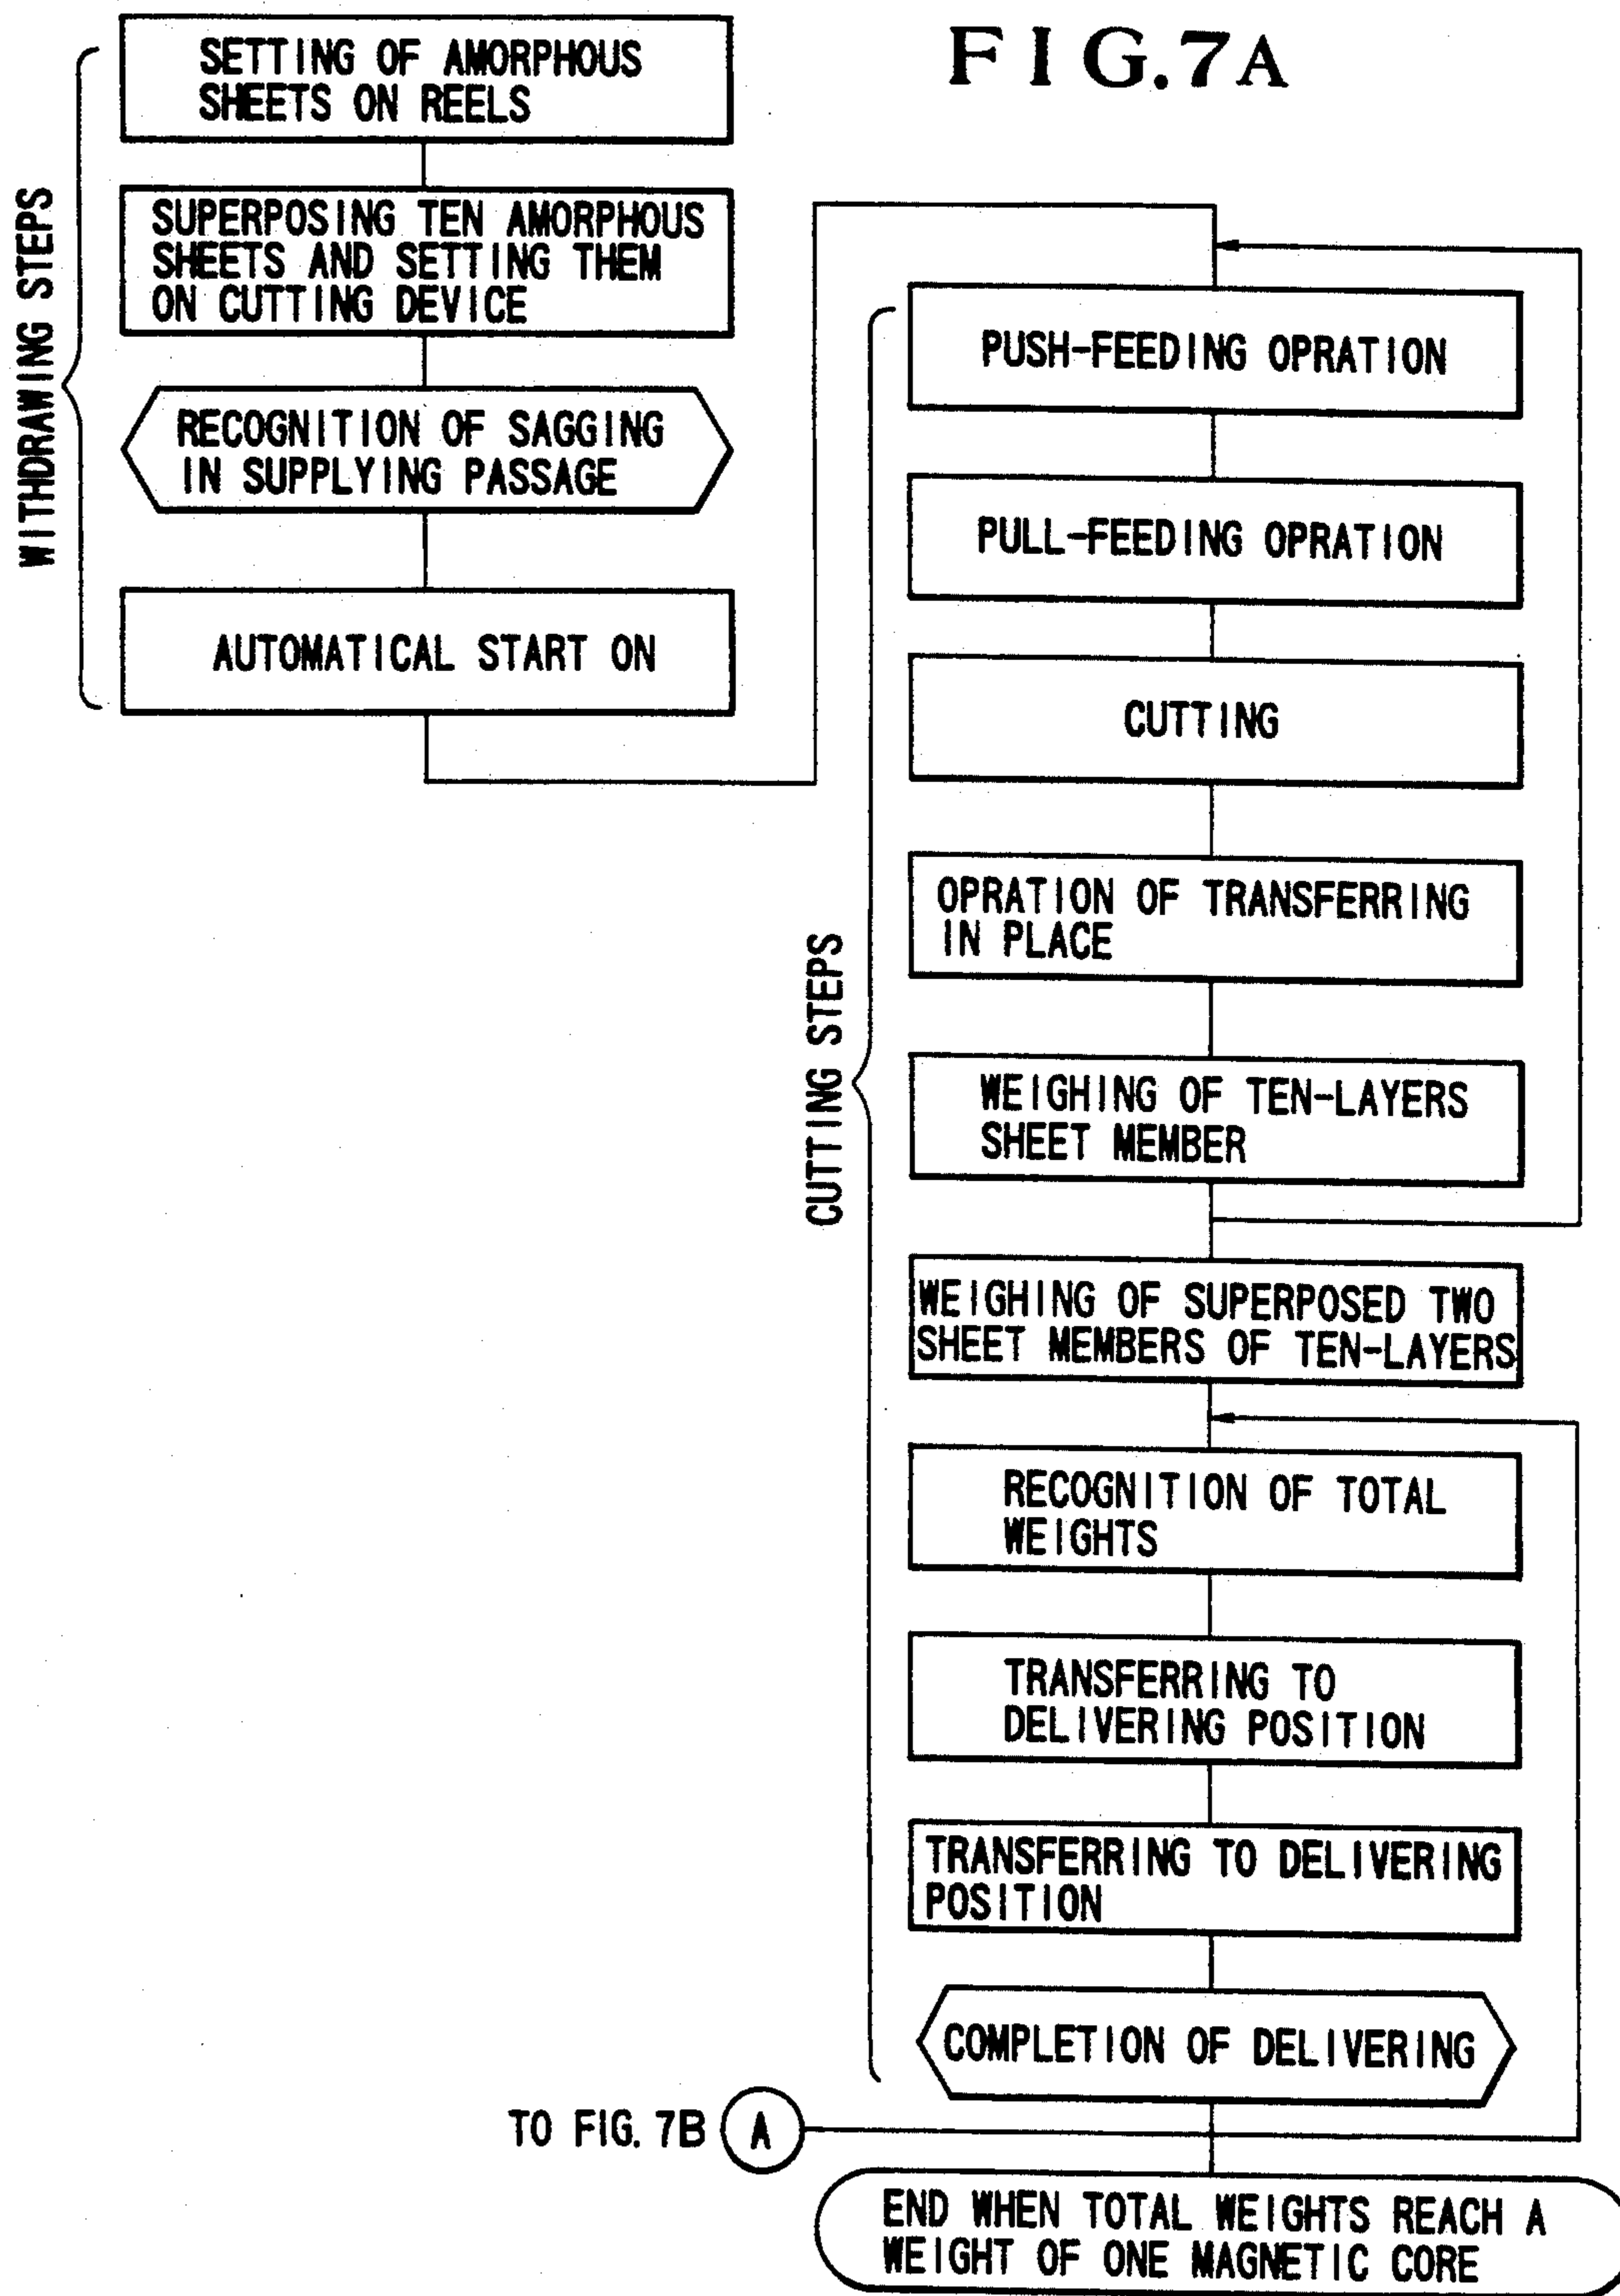 FIG.7A
WITHDRAWING STEPS
SETTING OF AMORPHOUS
SHEETS ON REELS
SUPERPOSING TEN AMORPHOUS
SHEETS AND SETTING THEM
ON CUTTING DEVICE
RECOGNITION OF SAGGING
IN SUPPLYING PASSAGE
AUTOMATICAL START ON
CUTTING STEPS
PUSH-FEEDING OPRATION
PULL-FEEDING OPRATION
CUTTING
OPRATION OF TRANSFERRING
IN PLACE
WEIGHING OF TEN-LAYERS
SHEET MEMBER
WEIGHING OF SUPERPOSED TWO
SHEET MEMBERS OF TEN-LAYERS
RECOGNITION OF TOTAL
WEIGHTS
TRANSFERRING TO
DELIVERING POSITION
TRANSFERRING TO DELIVERING
POSITION
COMPLETION OF DELIVERING
TO FIG. 7B A
END WHEN TOTAL WEIGHTS REACH A
WEIGHT OF ONE MAGNETIC CORE